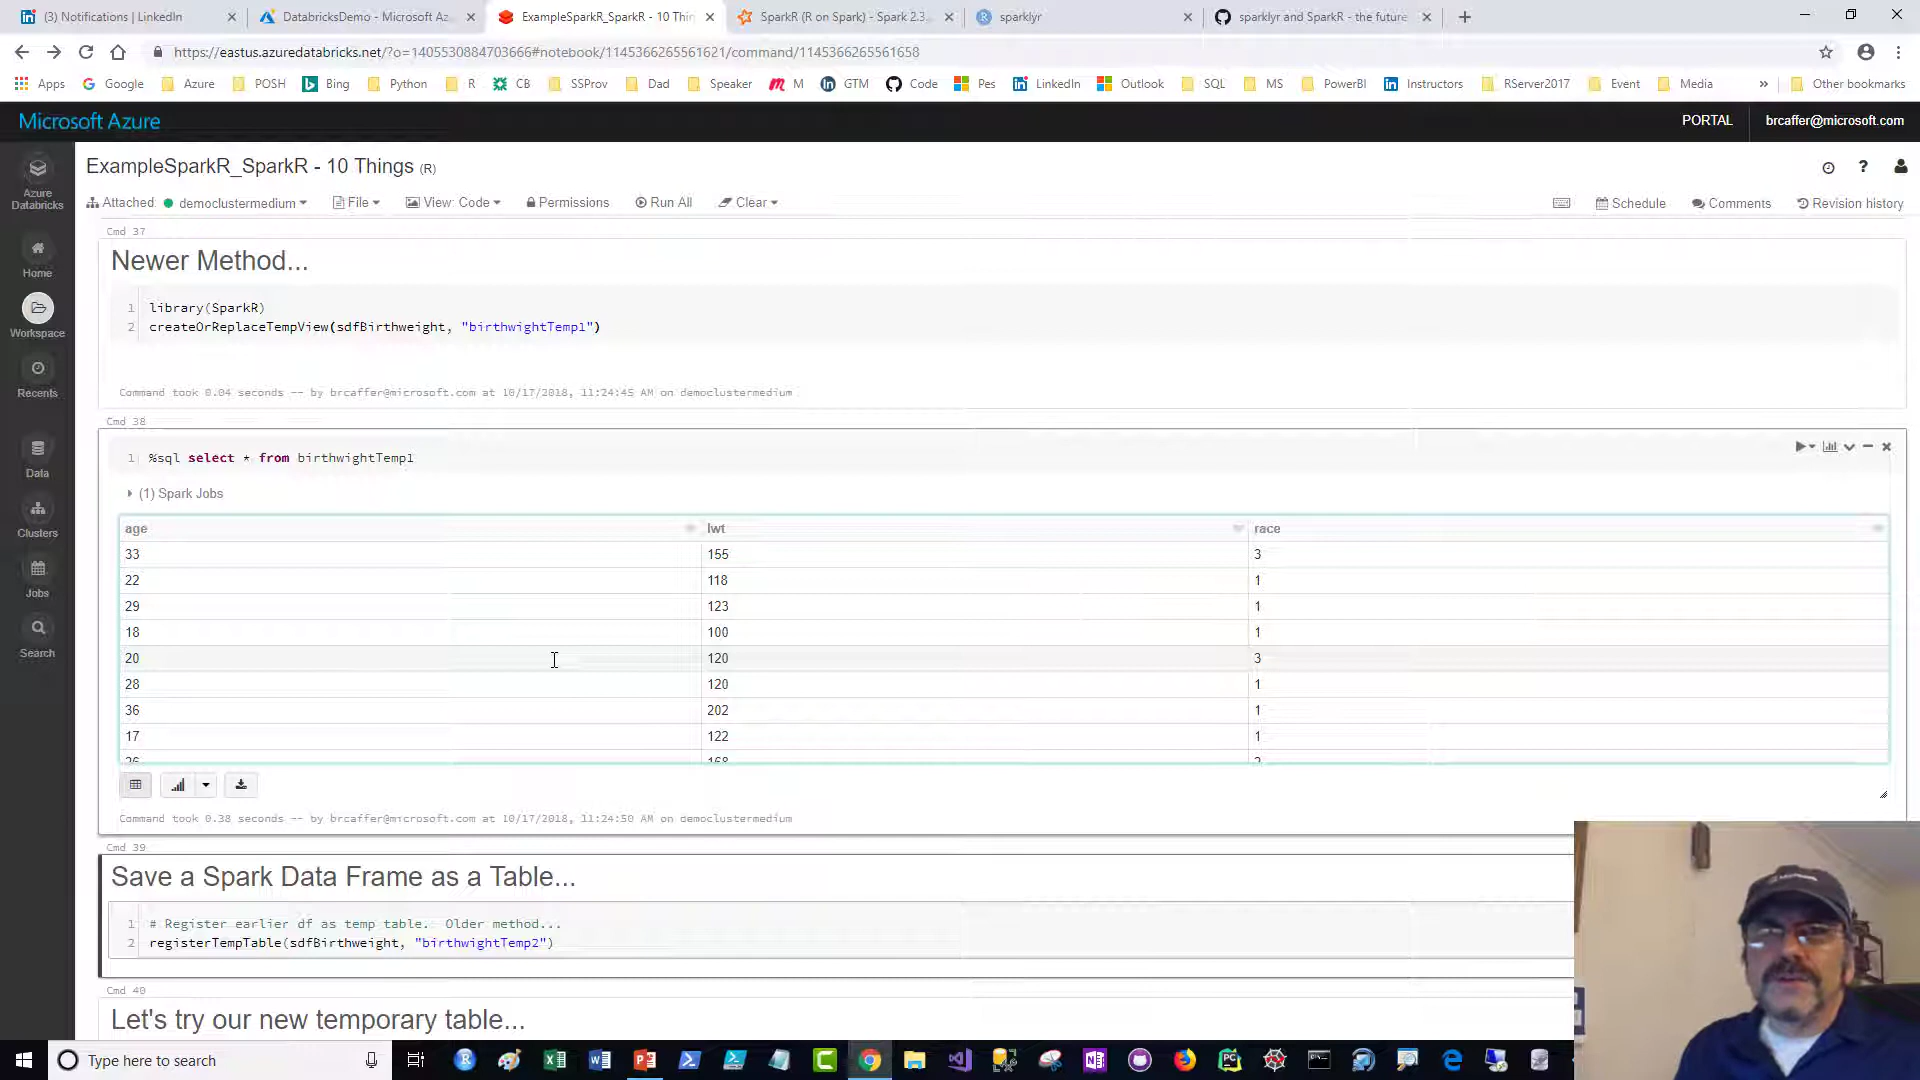 (3) Notifications | LinkedIn
DatabricksDemo - Microsoft Az
ExampleSparkR_SparkR - 10 Thin
SparkR (R on Spark) - Spark 2.3.
sparklyr
sparklyr and SparkR - the future
https://eastus.azuredatabricks.net/?o=1405530884703666#notebook/1145366265561621/command/1145366265561658
Apps Google Azure POSH Bing Python R CB SSProv Dad Speaker M GTM Code Pes LinkedIn Outlook SQL MS PowerBI Instructors RServer2017 Event Media » Other bookmarks
Microsoft Azure PORTAL brcaffer@microsoft.com
ExampleSparkR_SparkR - 10 Things (R)
Attached: democlustermedium File View: Code Permissions Run All Clear Schedule Comments Revision history
Azure
Databricks
Home
Workspace
Recents
Data
Clusters
Jobs
Search
Cmd 37
Newer Method...
1 library(SparkR)
2 createOrReplaceTempView(sdfBirthweight, "birthwightTemp1")
Command took 0.04 seconds -- by brcaffer@microsoft.com at 10/17/2018, 11:24:45 AM on democlustermedium
Cmd 38
1 %sql select * from birthwightTemp1
(1) Spark Jobs
age lwt race
33 155 3
22 118 1
29 123 1
18 100 1
20 120 3
28 120 1
36 202 1
17 122 1
Command took 0.38 seconds -- by brcaffer@microsoft.com at 10/17/2018, 11:24:50 AM on democlustermedium
Cmd 39
Save a Spark Data Frame as a Table...
1 # Register earlier df as temp table. Older method...
2 registerTempTable(sdfBirthweight, "birthwightTemp2")
Cmd 40
Let's try our new temporary table...
Type here to search